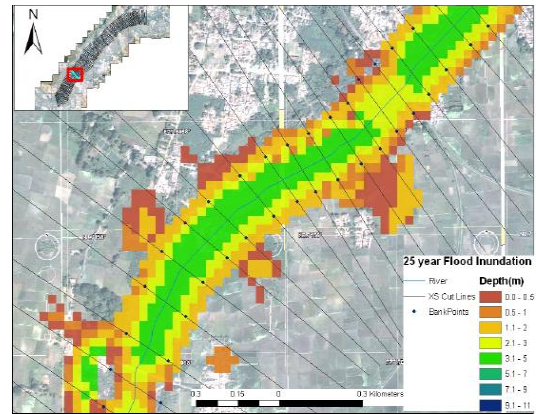 N
25 year Flood Inundation
River
XS Cut Lines
BankPoints
Depth(m)
0.0 - 0.5
0.5 - 1
1.1 - 2
2.1 - 3
3.1 - 5
5.1 - 7
7.1 - 9
9.1 - 11
0.3 0.15 0 0.3 Kilometers